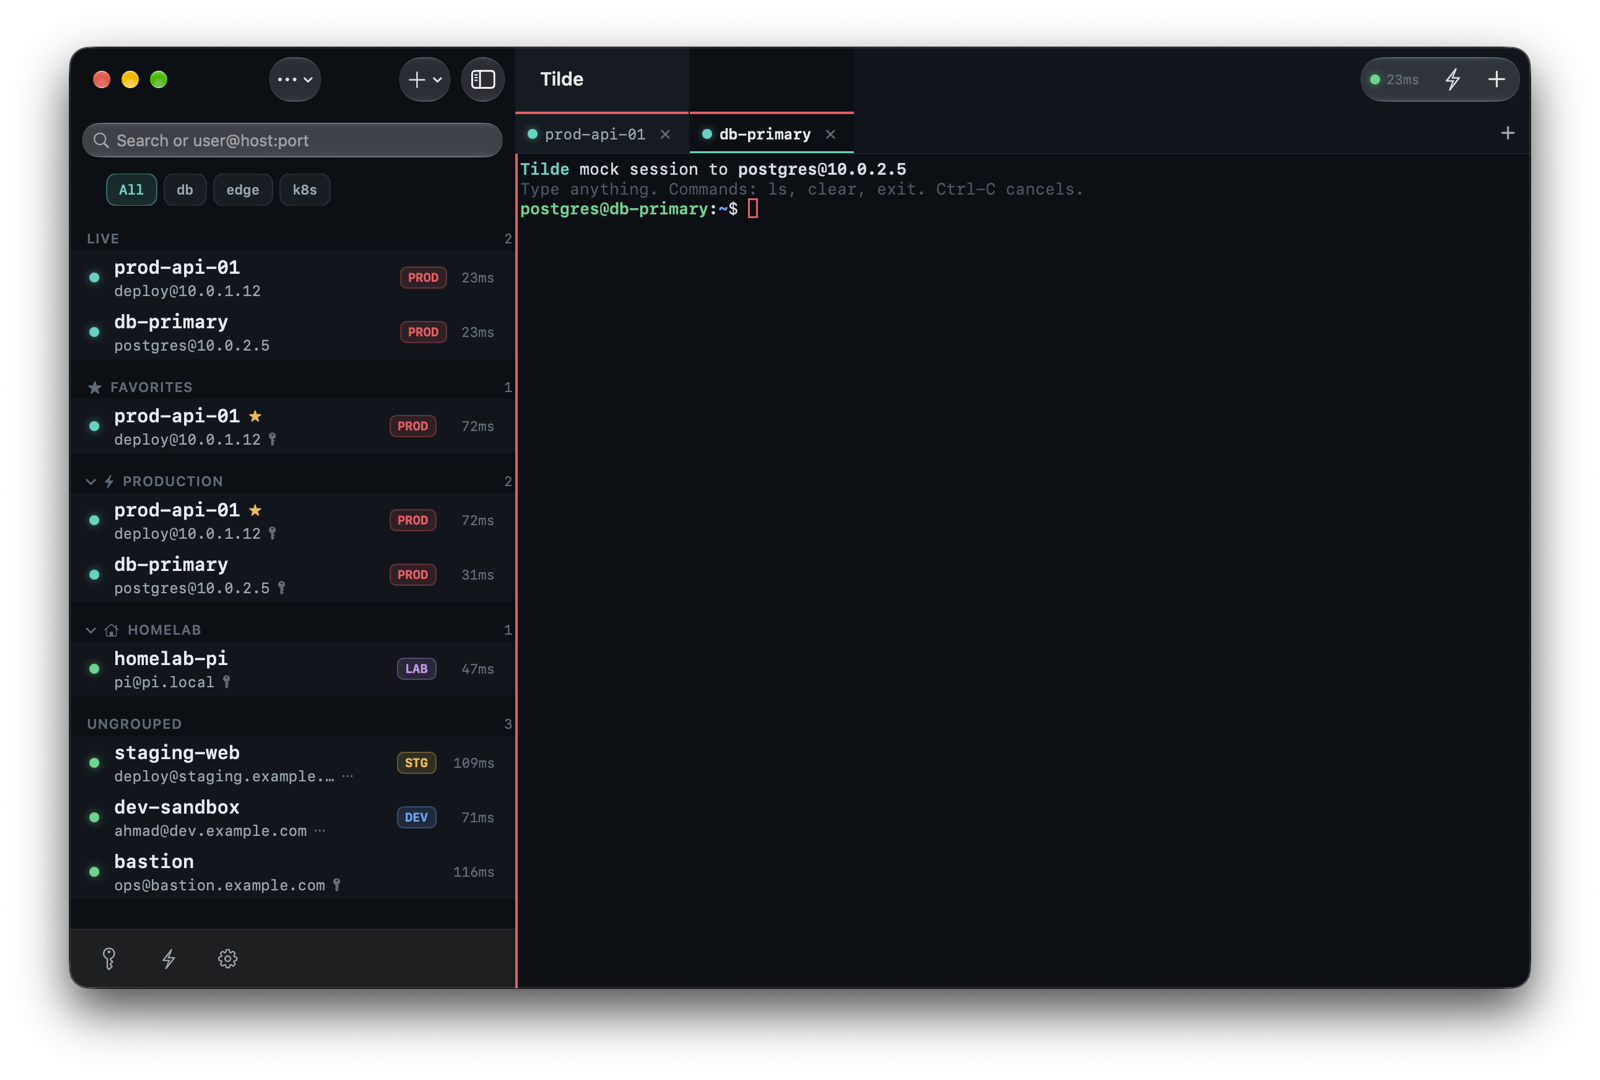 Tilde
23ms
Search or user@host:port
All db edge k8s
prod-api-01 db-primary
LIVE 2
prod-api-01
PROD 23ms
deploy@10.0.1.12
db-primary
PROD 23ms
postgres@10.0.2.5
FAVORITES 1
prod-api-01
PROD 72ms
deploy@10.0.1.12
PRODUCTION 2
prod-api-01
PROD 72ms
deploy@10.0.1.12
db-primary
PROD 31ms
postgres@10.0.2.5
HOMELAB 1
homelab-pi
LAB 47ms
pi@pi.local
UNGROUPED 3
staging-web
STG 109ms
deploy@staging.example.… ···
dev-sandbox
DEV 71ms
ahmad@dev.example.com ···
bastion
116ms
ops@bastion.example.com
Tilde mock session to postgres@10.0.2.5
Type anything. Commands: ls, clear, exit. Ctrl-C cancels.
postgres@db-primary:~$